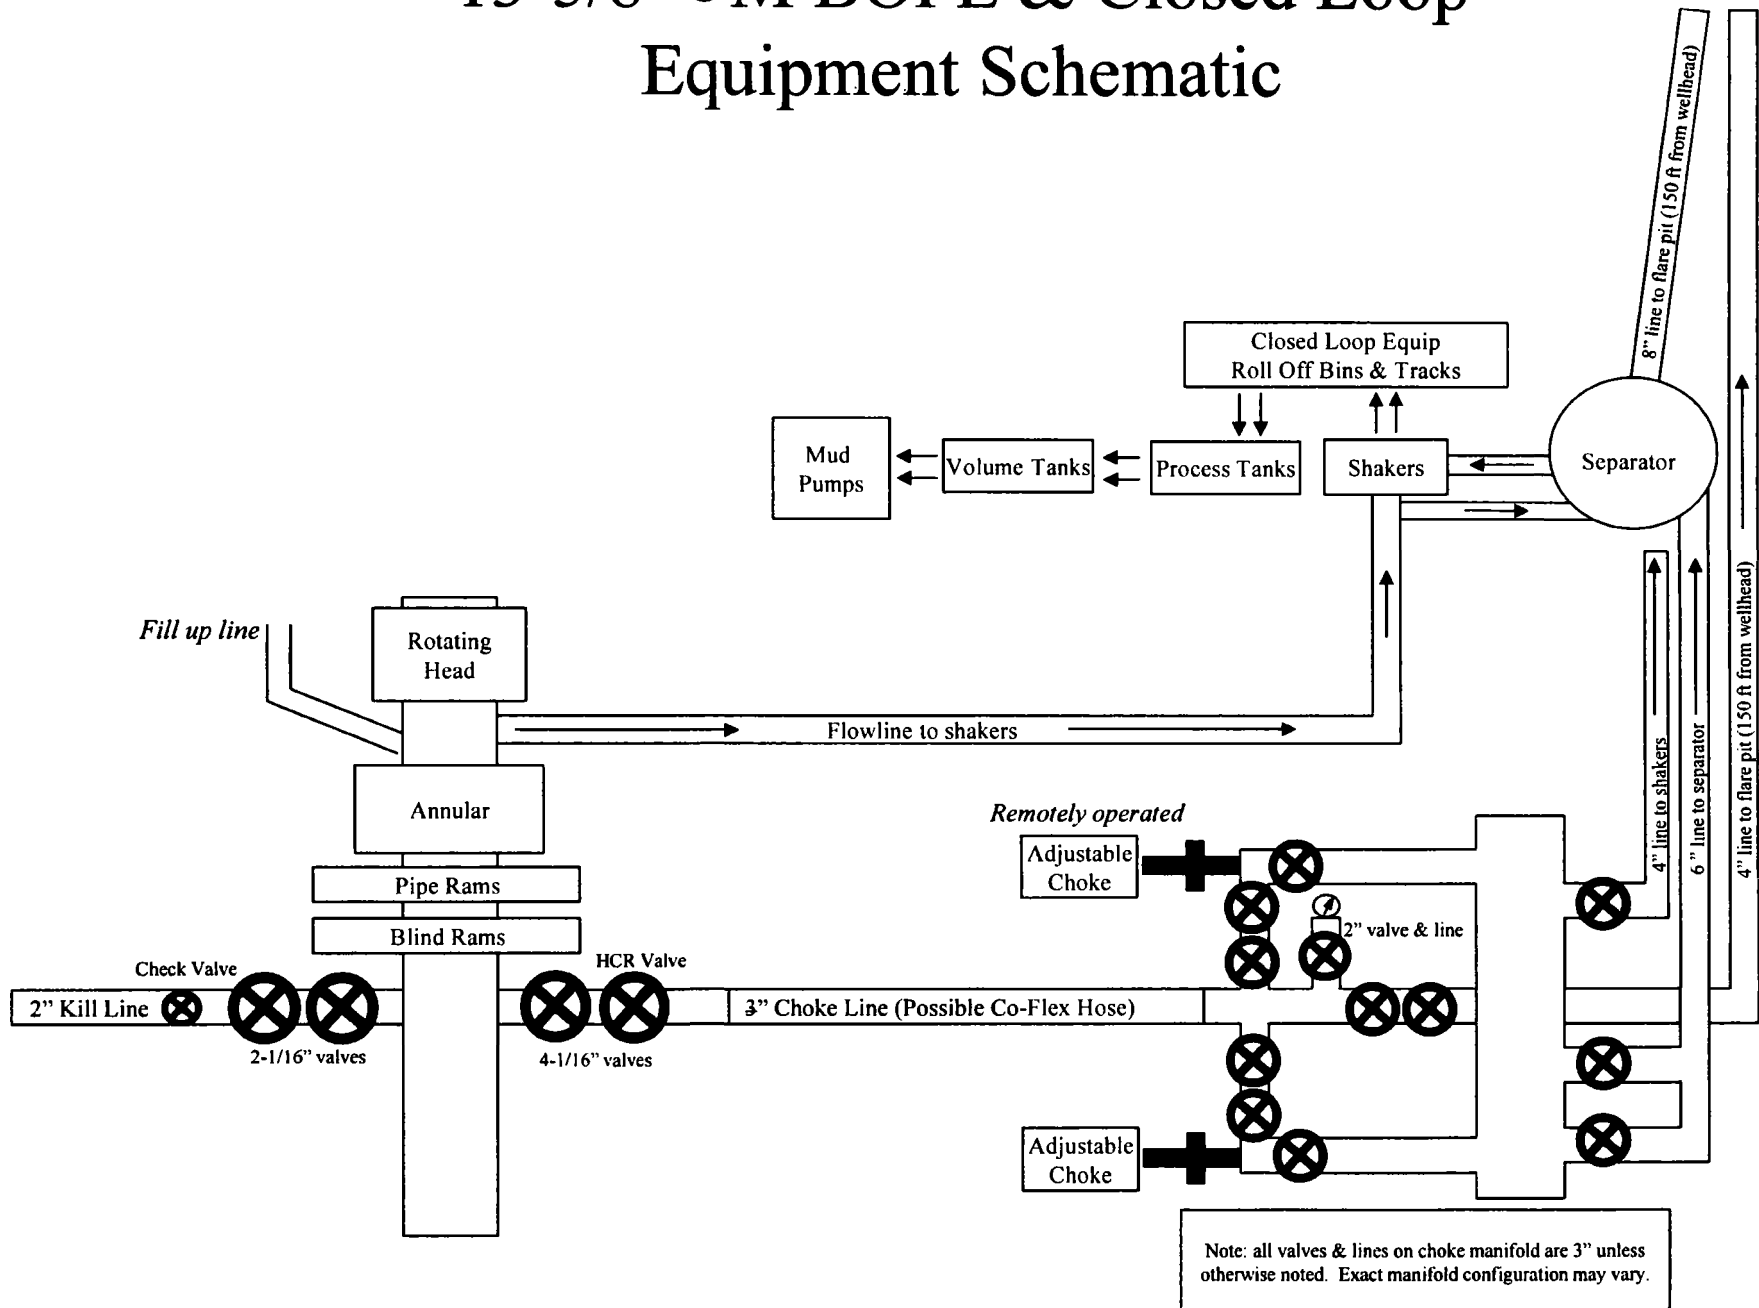 & Closed Loop
Equipment Schematic
8” line to flare pit (150 ft from wellhead)
Closed Loop Equip
Roll Off Bins & Tracks
Mud
Pumps
Volume Tanks
Process Tanks
Shakers
Separator
Fill up line
Rotating
Head
Flowline to shakers
Annular
Pipe Rams
Blind Rams
Remotely operated
Adjustable
Choke
2” valve & line
4” line to shakers
6 ” line to separator
4” line to flare pit (150 ft from wellhead)
Check Valve
HCR Valve
2” Kill Line
3” Choke Line (Possible Co-Flex Hose)
2-1/16” valves
4-1/16” valves
Adjustable
Choke
Note: all valves & lines on choke manifold are 3” unless
otherwise noted. Exact manifold configuration may vary.